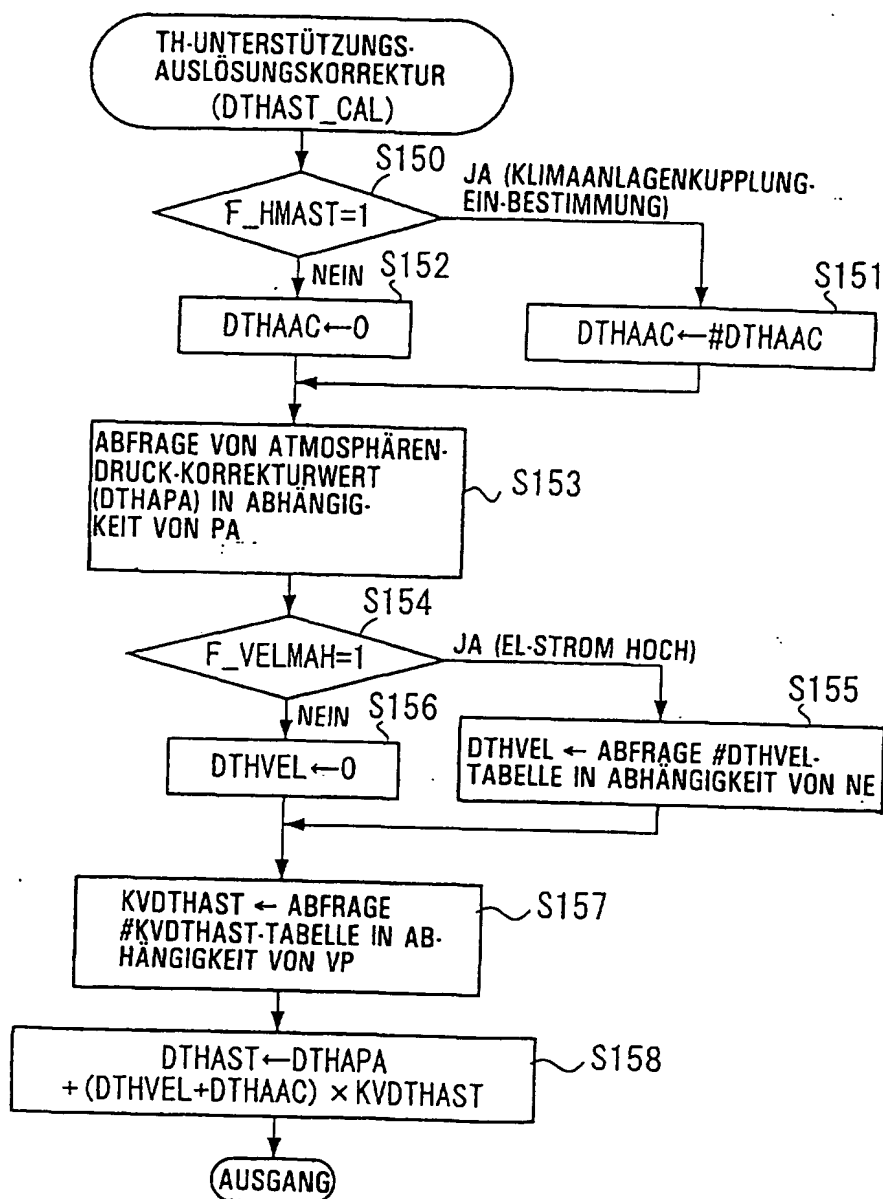 TH-UNTERSTÜTZUNGS-
AUSLÖSUNGSKORREKTUR
(DTHAST_CAL)
S150
F_HMAST=1
JA (KLIMAANLAGENKUPPLUNG-
EIN-BESTIMMUNG)
NEIN
S152
DTHAAC←0
S151
DTHAAC←#DTHAAC
ABFRAGE VON ATMOSPHÄREN-
DRUCK-KORREKTURWERT
(DTHAPA) IN ABHÄNGIG-
KEIT VON PA
S153
S154
F_VELMAH=1
JA (EL-STROM HOCH)
NEIN
S156
DTHVEL←0
S155
DTHVEL ← ABFRAGE #DTHVEL-
TABELLE IN ABHÄNGIGKEIT VON NE
KVDTHAST ← ABFRAGE
#KVDTHAST-TABELLE IN AB-
HÄNGIGKEIT VON VP
S157
DTHAST←DTHAPA
+(DTHVEL+DTHAAC) × KVDTHAST
S158
AUSGANG